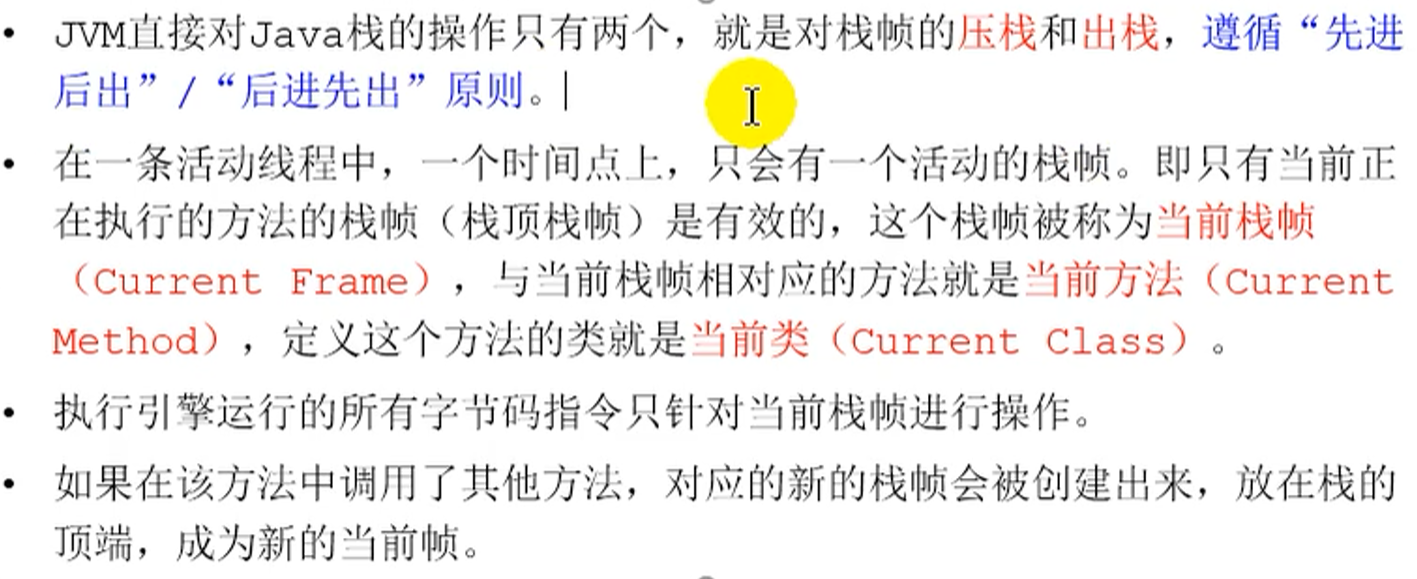 • JVM直接对Java栈的操作只有两个，就是对栈帧的压栈和出栈，遵循“先进
后出”/“后进先出”原则。
• 在一条活动线程中，一个时间点上，只会有一个活动的栈帧。即只有当前正
在执行的方法的栈帧（栈顶栈帧）是有效的，这个栈帧被称为当前栈帧
（Current Frame），与当前栈帧相对应的方法就是当前方法（Current
Method），定义这个方法的类就是当前类（Current Class）。
• 执行引擎运行的所有字节码指令只针对当前栈帧进行操作。
• 如果在该方法中调用了其他方法，对应的新的栈帧会被创建出来，放在栈的
顶端，成为新的当前帧。